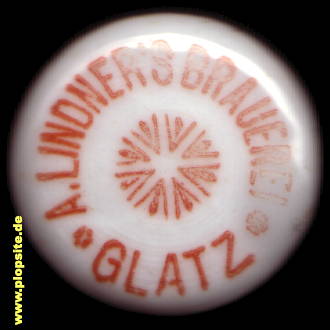 A. LINDNER'S BRAUEREI
GLATZ
www.plopsite.de